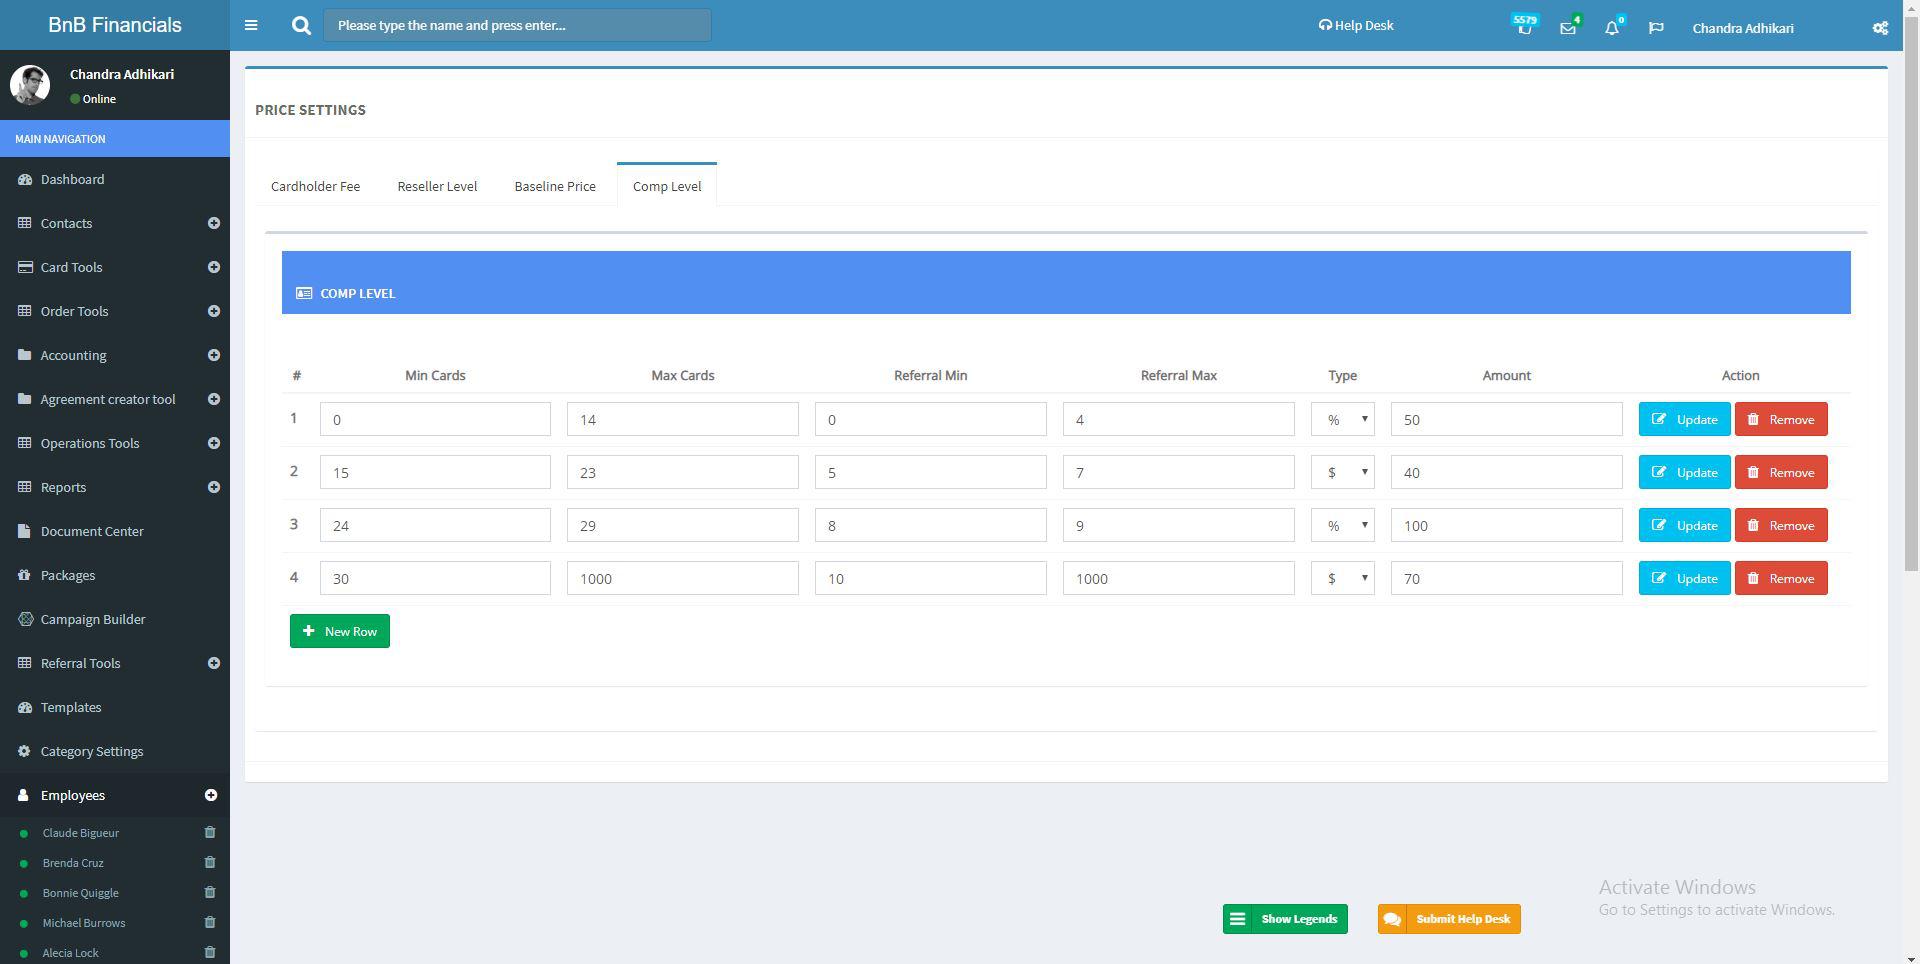 BnB Financials
Please type the name and press enter...
Help Desk
5579
4
0
Chandra Adhikari
Chandra Adhikari
Online
MAIN NAVIGATION
Dashboard
Contacts
Card Tools
Order Tools
Accounting
Agreement creator tool
Operations Tools
Reports
Document Center
Packages
Campaign Builder
Referral Tools
Templates
Category Settings
Employees
Claude Bigueur
Brenda Cruz
Bonnie Quiggle
Michael Burrows
Alecia Lock
PRICE SETTINGS
Cardholder Fee Reseller Level Baseline Price Comp Level
COMP LEVEL
# Min Cards Max Cards Referral Min Referral Max Type Amount Action
1 0 14 0 4 % 50 Update Remove
2 15 23 5 7 $ 40 Update Remove
3 24 29 8 9 % 100 Update Remove
4 30 1000 10 1000 $ 70 Update Remove
New Row
Activate Windows
Go to Settings to activate Windows.
Show Legends
Submit Help Desk